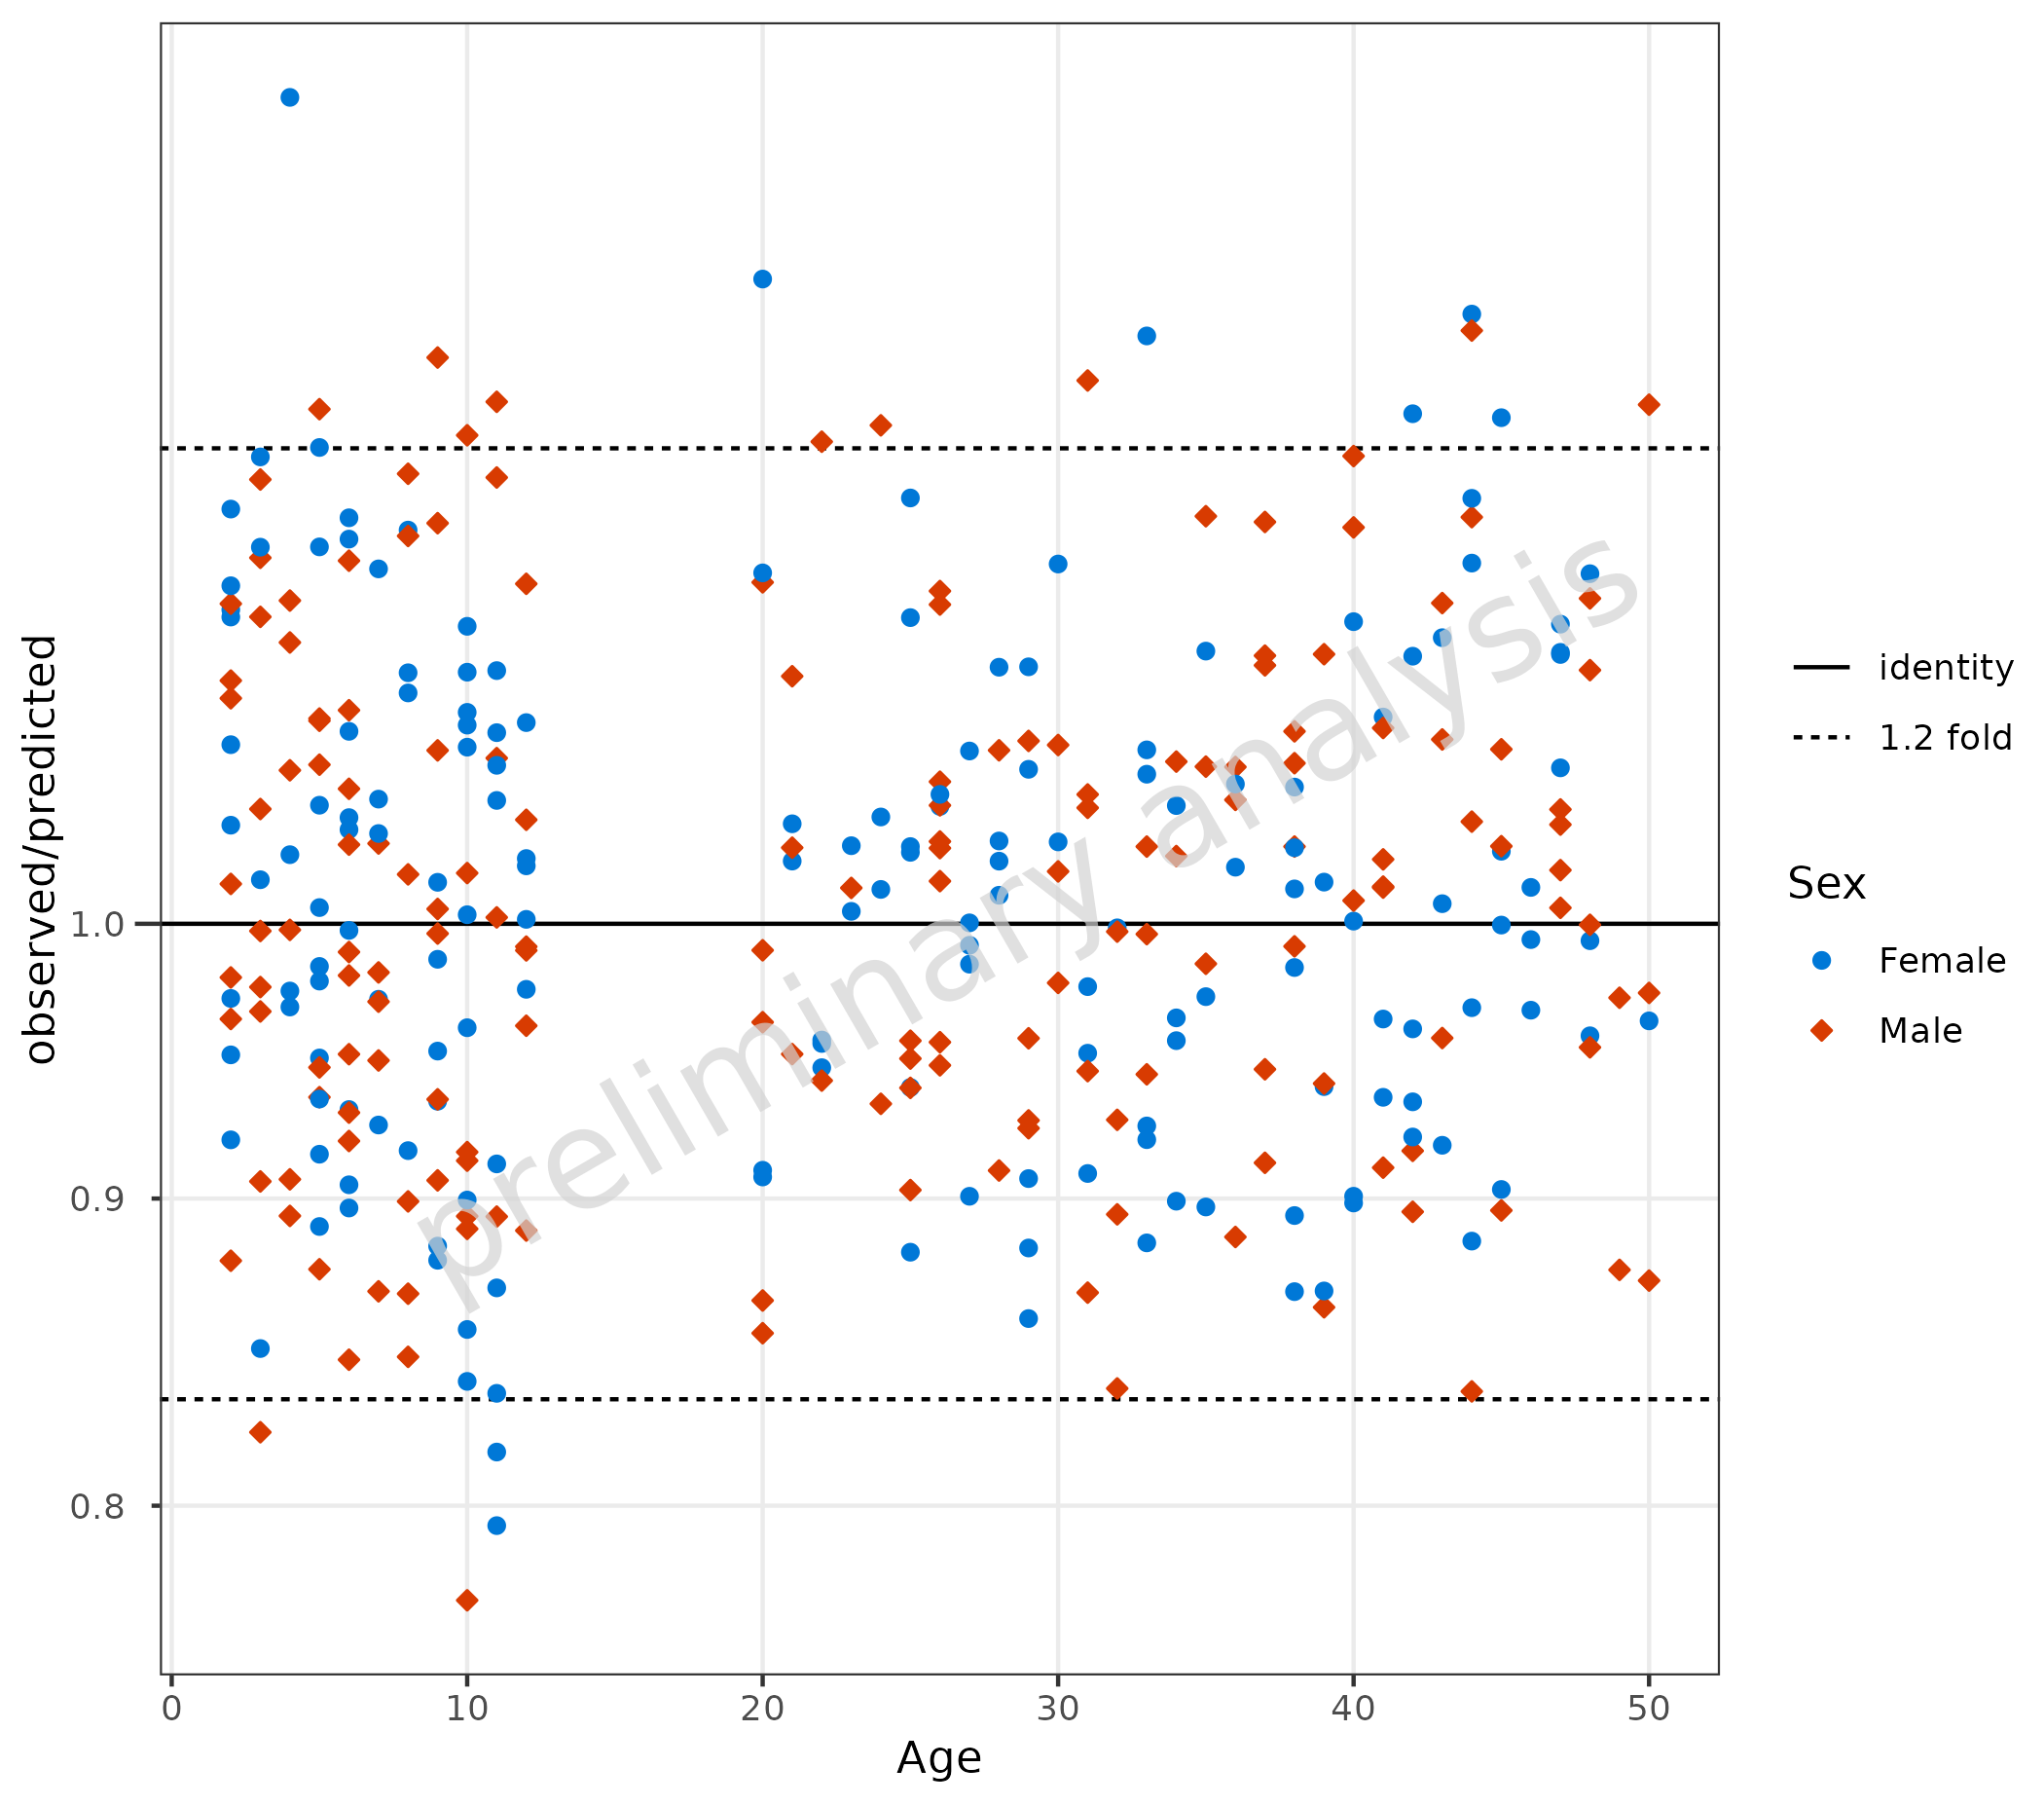 observed/predicted
1.0
0.9
0.8
0 10 20 30 40 50
Age
preliminary analysis
identity
1.2 fold
Sex
Female
Male